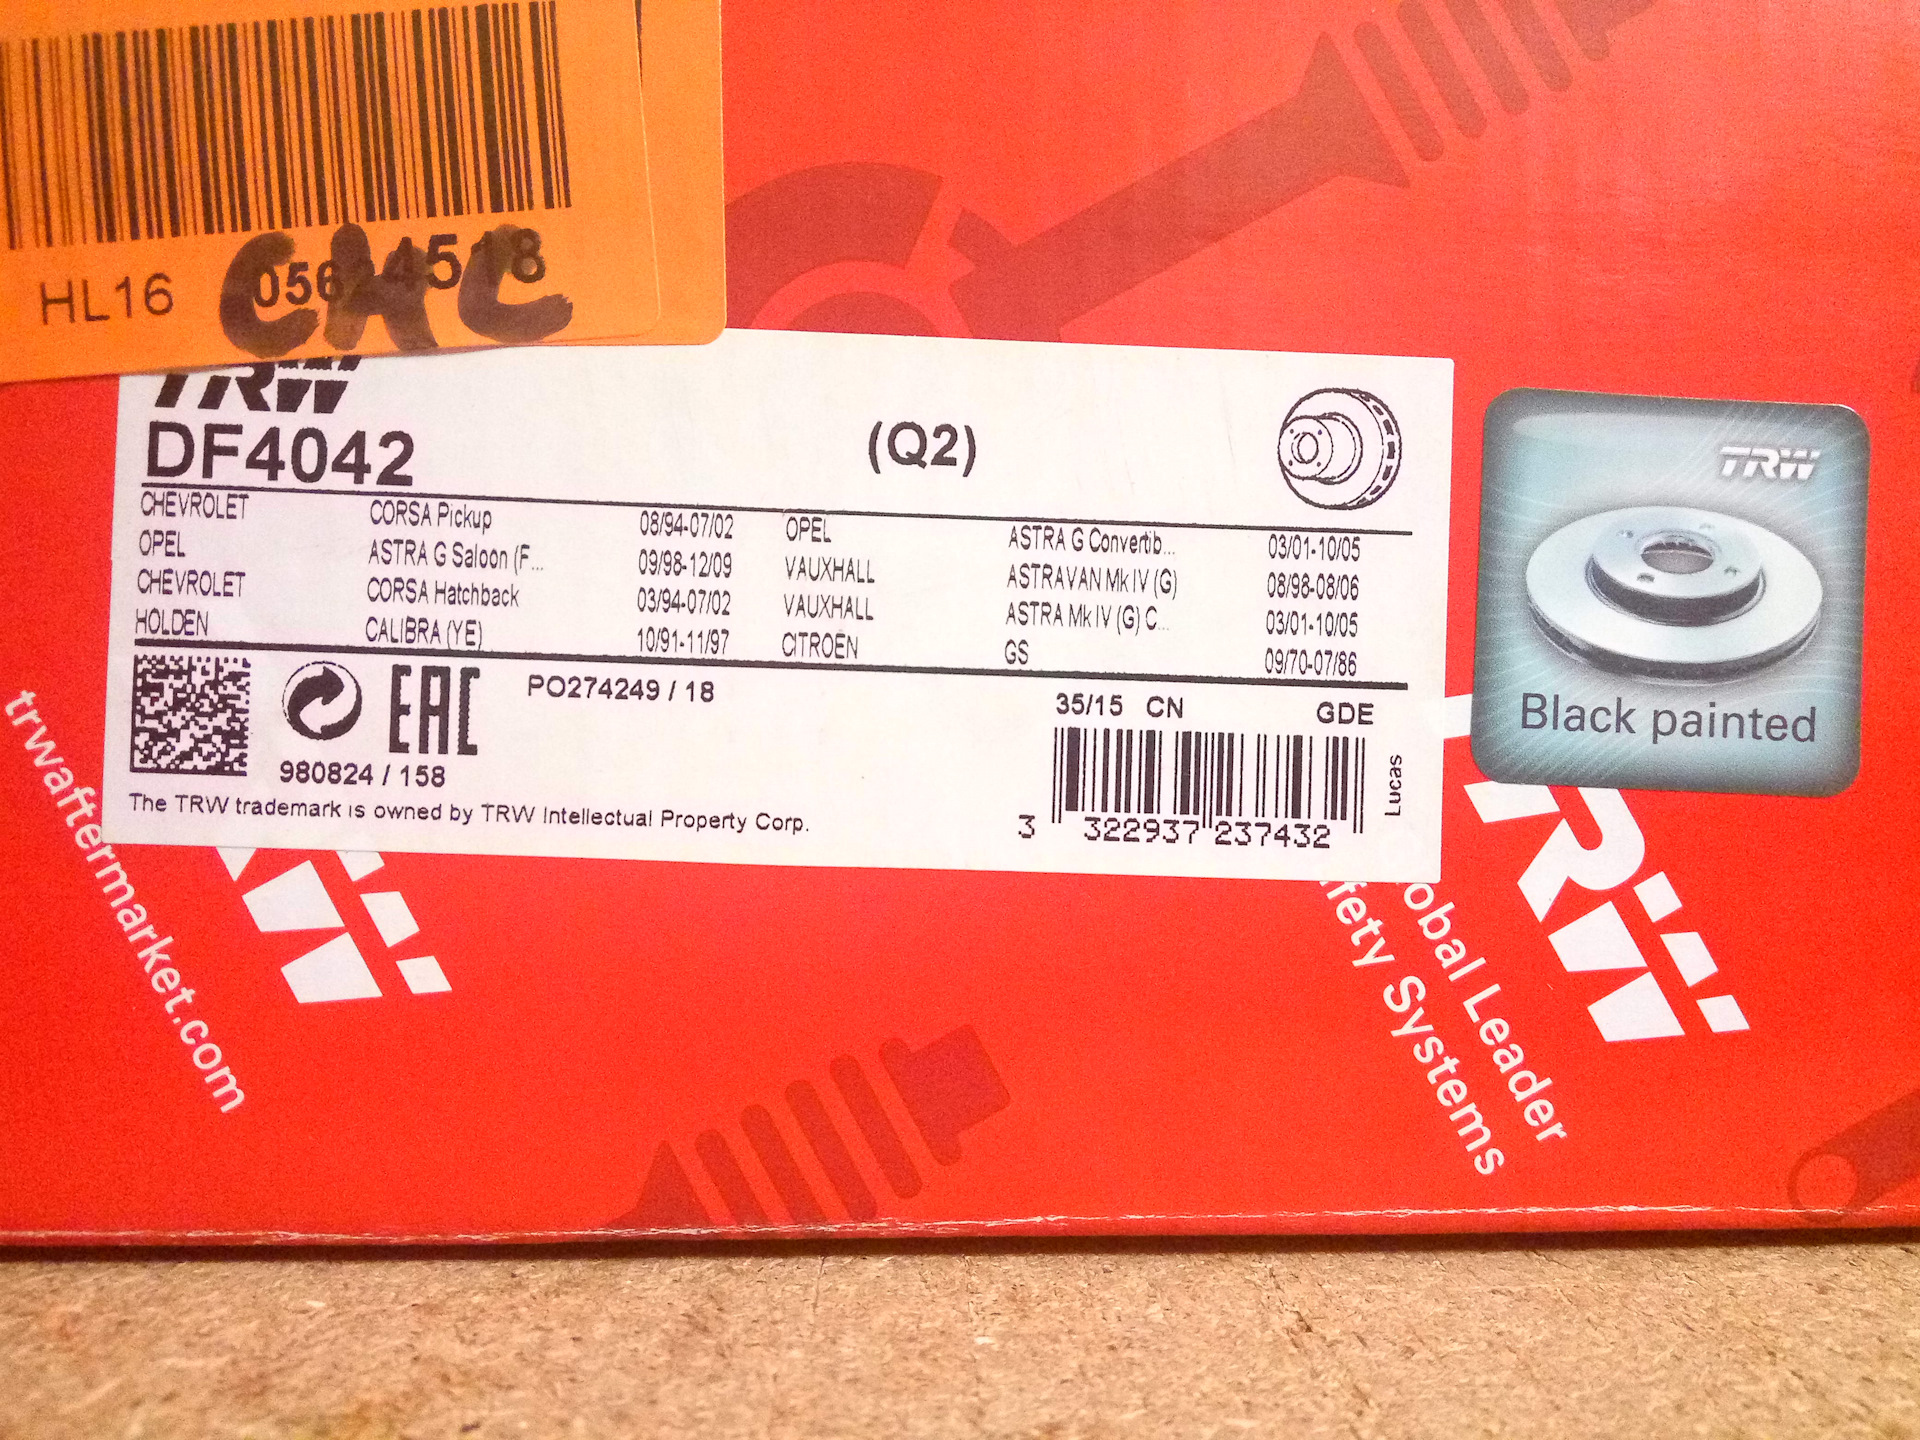 HL16 05624518
CHC
TRW
DF4042 (Q2)
CHEVROLET CORSA Pickup 08/94-07/02 OPEL ASTRA G Convertib... 03/01-10/05
OPEL ASTRA G Saloon (F... 09/98-12/09 VAUXHALL ASTRAVAN Mk IV (G) 08/98-08/06
CHEVROLET CORSA Hatchback 03/94-07/02 VAUXHALL ASTRA Mk IV (G) C... 03/01-10/05
HOLDEN CALIBRA (YE) 10/91-11/97 CITROËN GS 09/70-07/86
EAC PO274249 / 18 35/15 CN GDE
980824 / 158
The TRW trademark is owned by TRW Intellectual Property Corp.
3 322937 237432
Lucas
TRW
Black painted
trwaftermarket.com
TRW
obal Leader
fety Systems